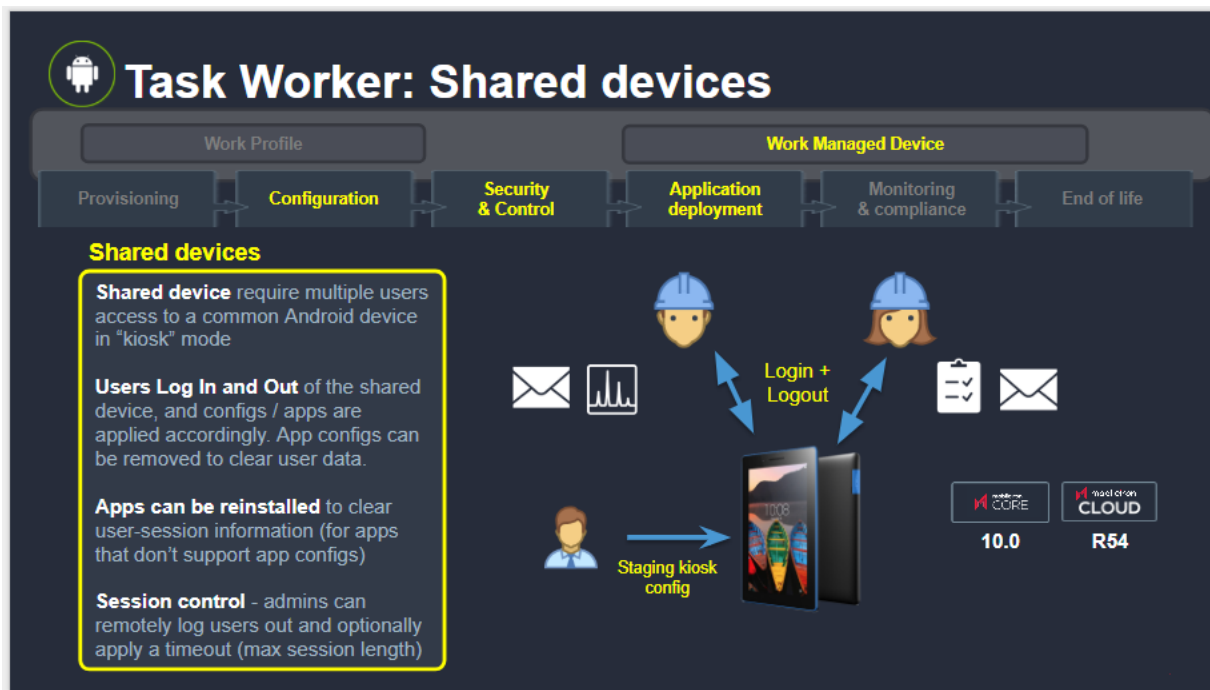 Task Worker: Shared devices
Work Profile
Work Managed Device
Provisioning
Configuration
Security
& Control
Application
deployment
Monitoring
& compliance
End of life
Shared devices
Shared device require multiple users
access to a common Android device
in “kiosk” mode
Users Log In and Out of the shared
device, and configs / apps are
applied accordingly. App configs can
be removed to clear user data.
Apps can be reinstalled to clear
user-session information (for apps
that don’t support app configs)
Session control - admins can
remotely log users out and optionally
apply a timeout (max session length)
Login +
Logout
Staging kiosk
config
1008
CORE
10.0
CLOUD
R54